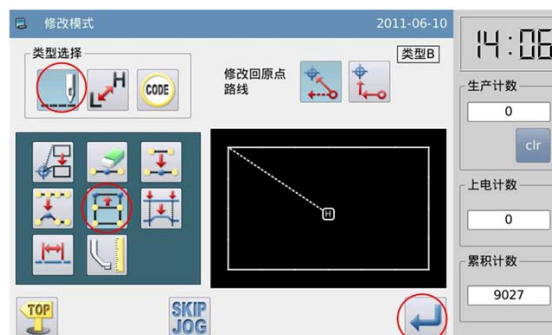 修改模式
2011-06-10
14:06
类型选择
类型B
H
L
CODE
修改回原点
路线
生产计数
0
clr
上电计数
0
H
累积计数
9027
TOP
SKIP
JOG